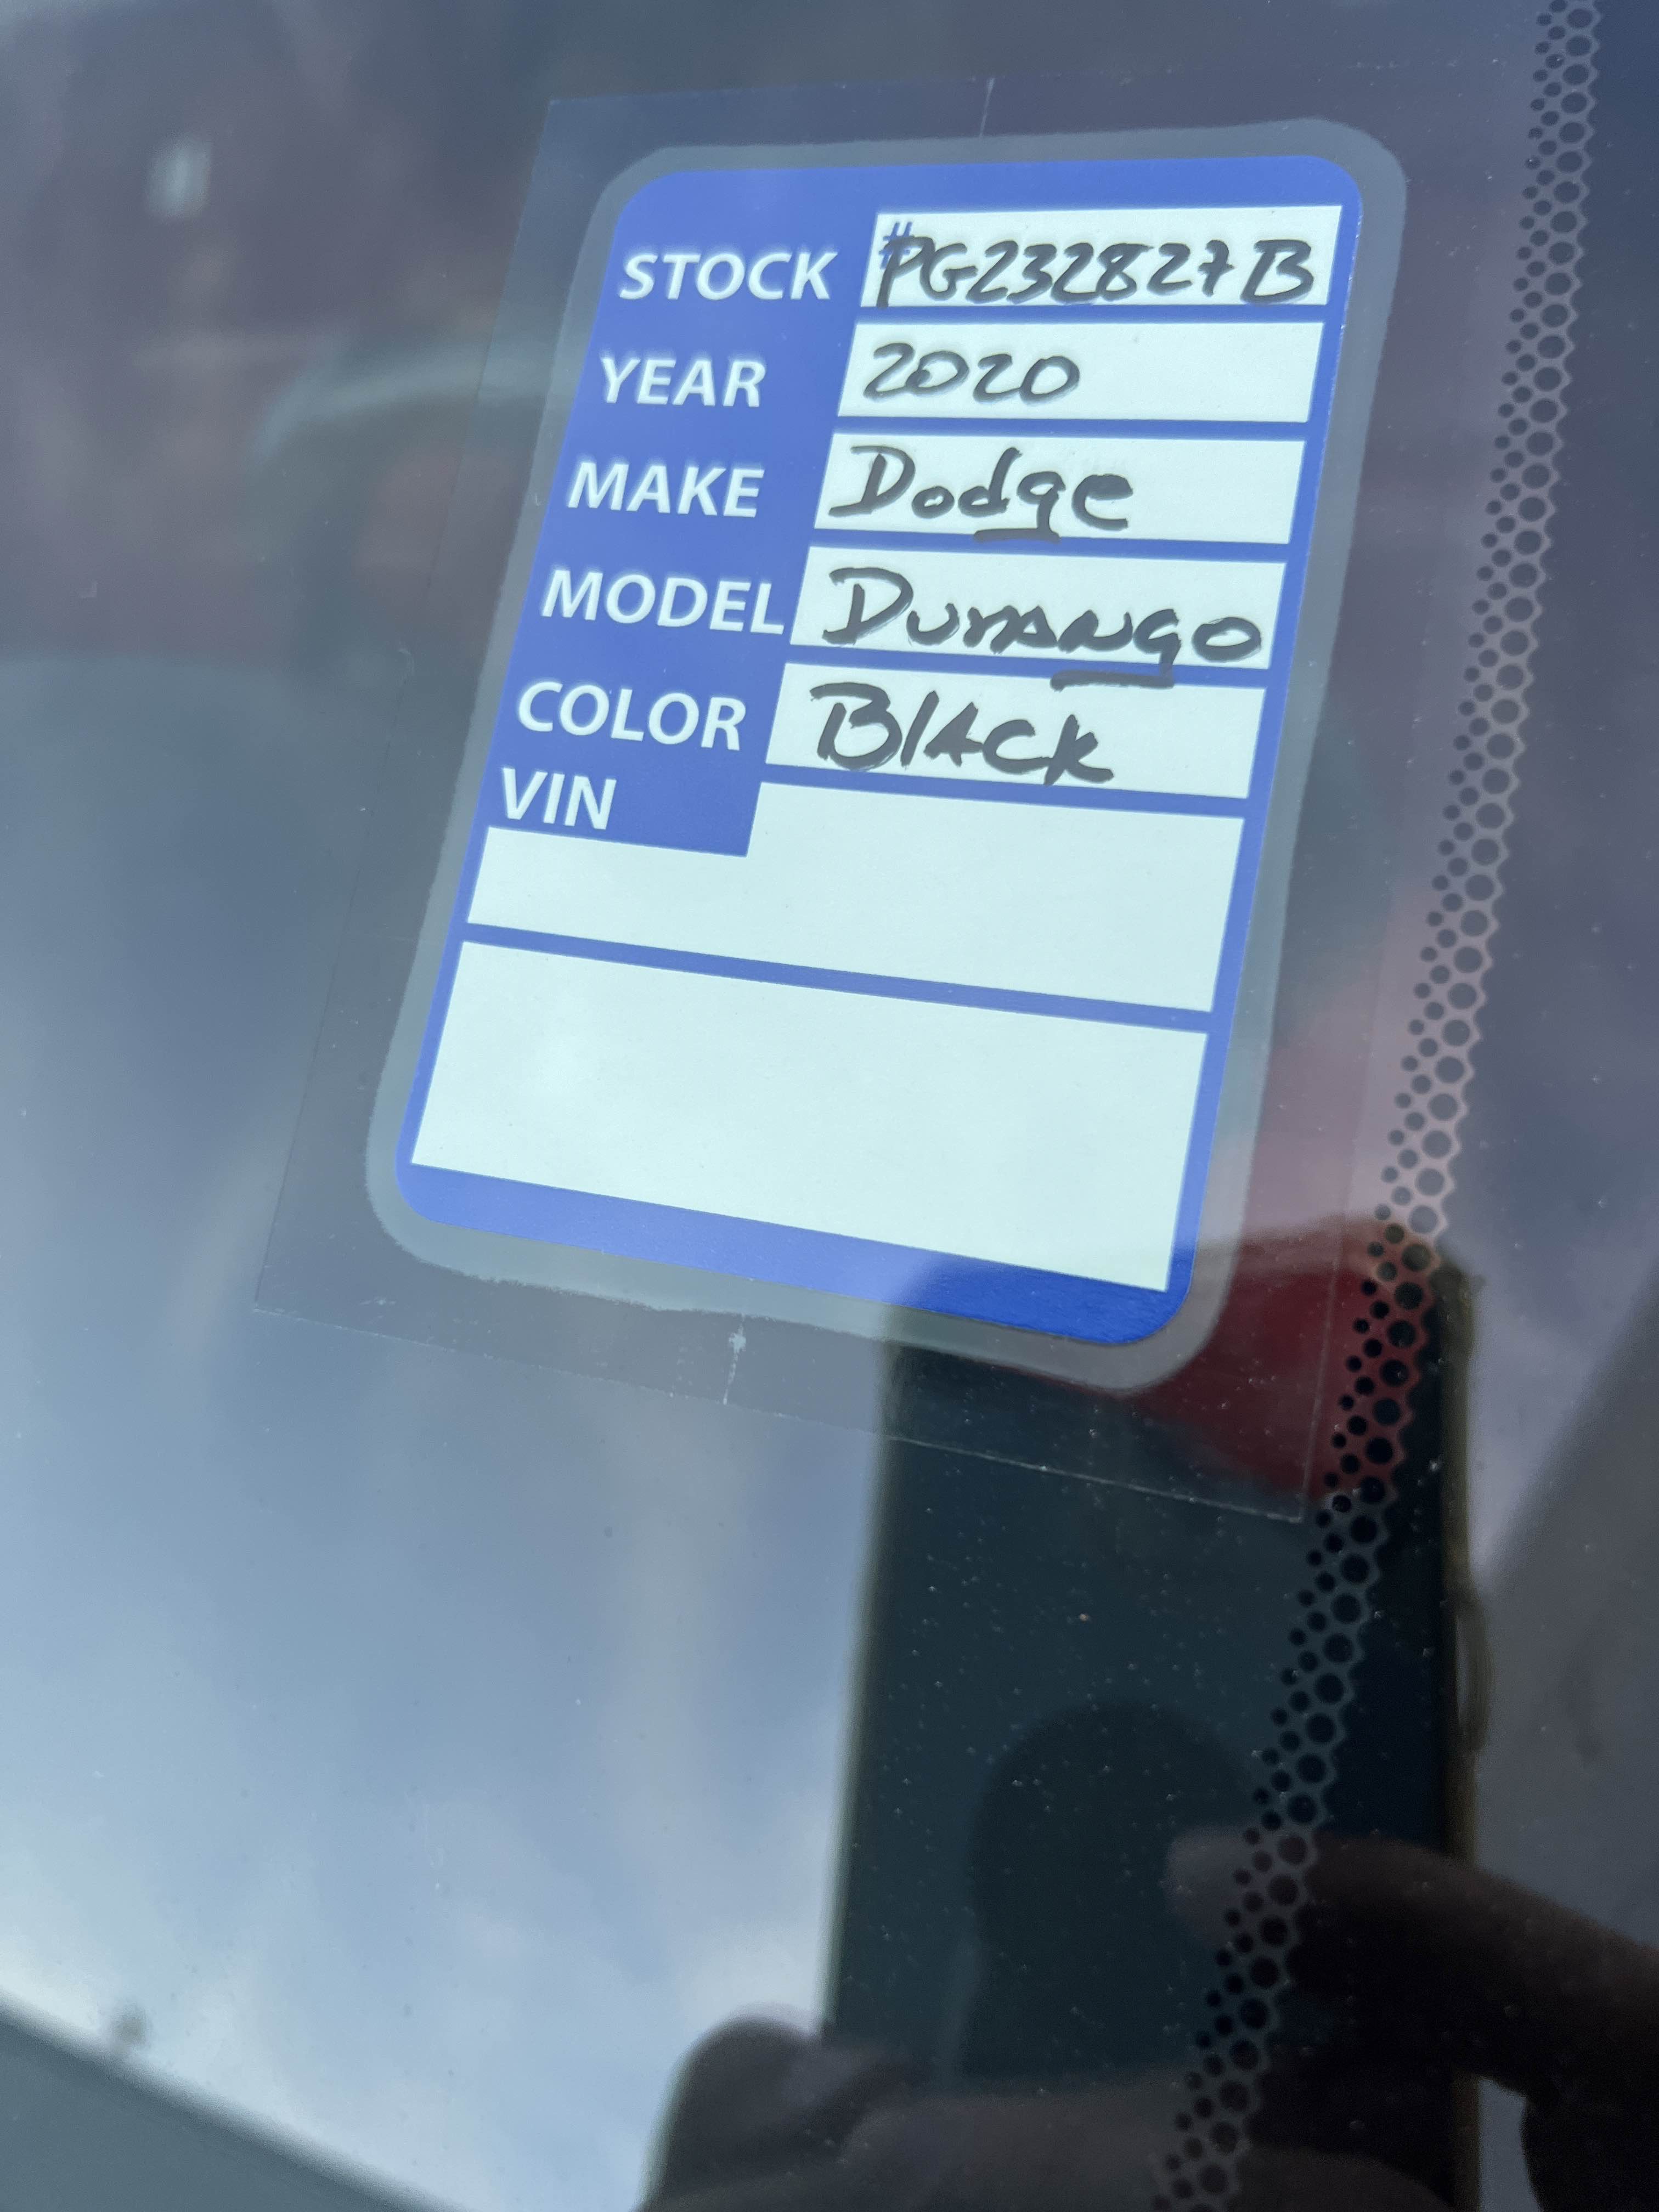 STOCK #PG232827B
YEAR 2020
MAKE Dodge
MODEL Durango
COLOR Black
VIN